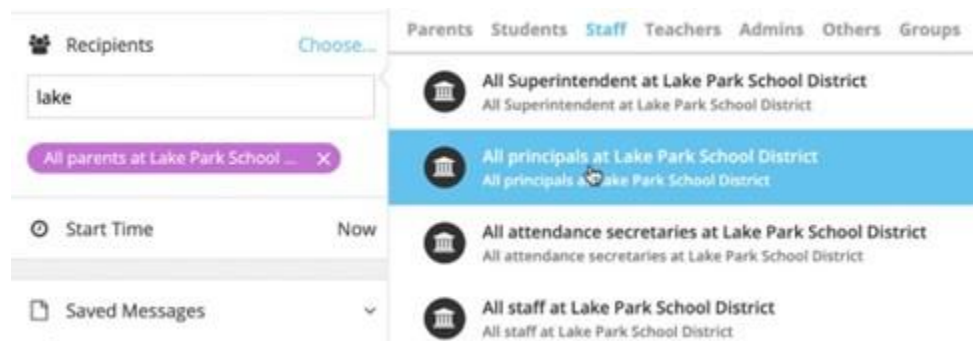 Recipients
Choose...
lake
All parents at Lake Park School ...
Start Time
Now
Saved Messages
Parents Students Staff Teachers Admins Others Groups
All Superintendent at Lake Park School District
All Superintendent at Lake Park School District
All principals at Lake Park School District
All principals at Lake Park School District
All attendance secretaries at Lake Park School District
All attendance secretaries at Lake Park School District
All staff at Lake Park School District
All staff at Lake Park School District